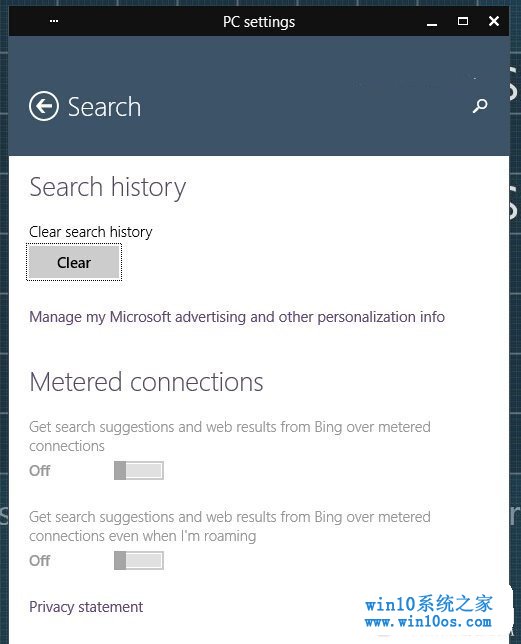 PC settings
Search
Search history
Clear search history
Clear
Manage my Microsoft advertising and other personalization info
Metered connections
Get search suggestions and web results from Bing over metered
connections
Off
Get search suggestions and web results from Bing over metered
connections even when I'm roaming
Off
Privacy statement
win10系统之家
www.win10os.com